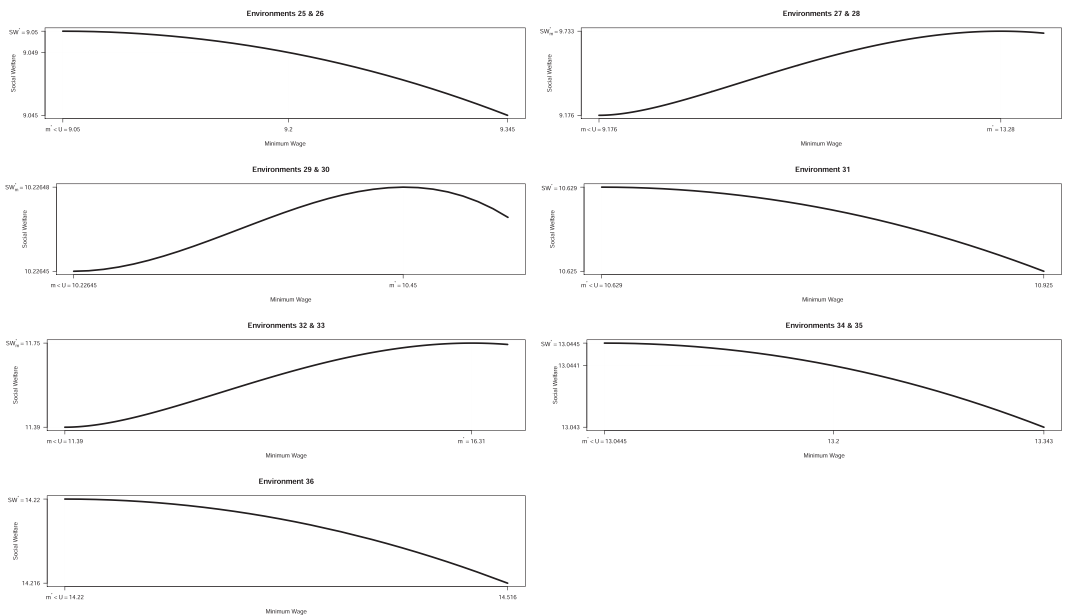 Environments 25 & 26
SW* = 9.05
9.049
9.045
Social Welfare
m* < U = 9.05
9.2
9.345
Minimum Wage
Environments 27 & 28
SW*m = 9.733
9.176
Social Welfare
m < U = 9.176
m* = 13.28
Minimum Wage
Environments 29 & 30
SW*m = 10.22648
10.22645
Social Welfare
m < U = 10.22645
m* = 10.45
Minimum Wage
Environment 31
SW* = 10.629
10.625
Social Welfare
m* < U = 10.629
10.925
Minimum Wage
Environments 32 & 33
SW*m = 11.75
11.39
Social Welfare
m < U = 11.39
m* = 16.31
Minimum Wage
Environments 34 & 35
SW* = 13.0445
13.0441
13.043
Social Welfare
m* < U = 13.0445
13.2
13.343
Minimum Wage
Environment 36
SW* = 14.22
14.216
Social Welfare
m* < U = 14.22
14.516
Minimum Wage